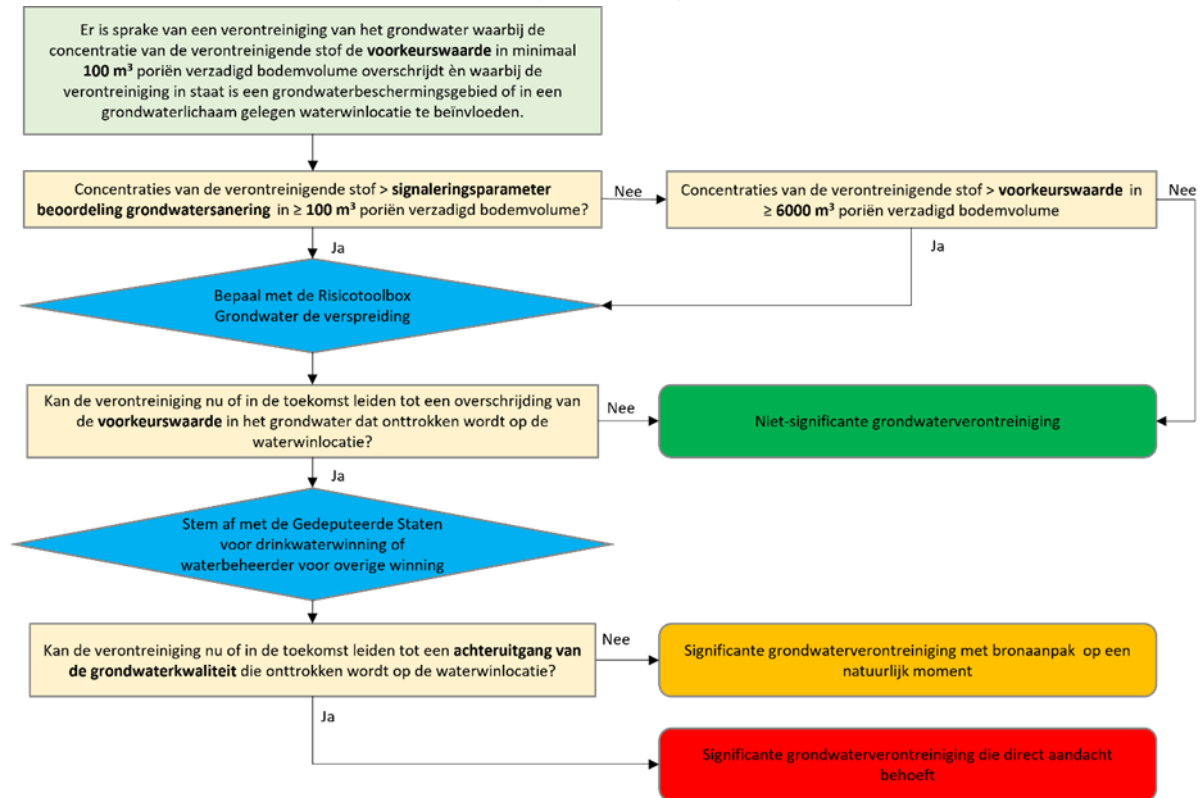 Er is sprake van een verontreiniging van het grondwater waarbij de
concentratie van de verontreinigende stof de voorkeurswaarde in minimaal
100 m³ poriën verzadigd bodemvolume overschrijdt èn waarbij de
verontreiniging in staat is een grondwaterbeschermingsgebied of in een
grondwaterlichaam gelegen waterwinlocatie te beïnvloeden.
Concentraties van de verontreinigende stof > signaleringsparameter
beoordeling grondwatersanering in ≥ 100 m³ poriën verzadigd bodemvolume?
Nee
Concentraties van de verontreinigende stof > voorkeurswaarde in
≥ 6000 m³ poriën verzadigd bodemvolume
Nee
Ja
Ja
Bepaal met de Risicotoolbox
Grondwater de verspreiding
Kan de verontreiniging nu of in de toekomst leiden tot een overschrijding van
de voorkeurswaarde in het grondwater dat onttrokken wordt op de
waterwinlocatie?
Nee
Niet-significante grondwaterverontreiniging
Ja
Stem af met de Gedeputeerde Staten
voor drinkwaterwinning of
waterbeheerder voor overige winning
Kan de verontreiniging nu of in de toekomst leiden tot een achteruitgang van
de grondwaterkwaliteit die onttrokken wordt op de waterwinlocatie?
Nee
Significante grondwaterverontreiniging met bronaanpak op een
natuurlijk moment
Ja
Significante grondwaterverontreiniging die direct aandacht
behoeft